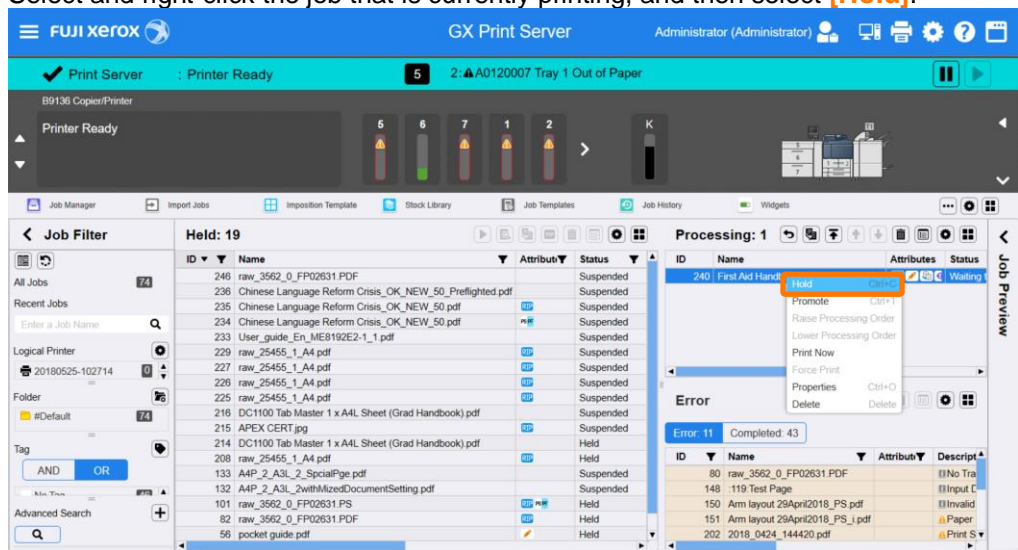 Select and right-click the job that is currently printing, and then select [Hold].
FUJI XEROX GX Print Server Administrator (Administrator)
Print Server : Printer Ready 5 2: A0120007 Tray 1 Out of Paper
B9136 Copier/Printer
Printer Ready
5 6 7 1 2 K
Job Manager Import Jobs Imposition Template Stock Library Job Templates Job History Widgets
Job Filter
All Jobs 74
Recent Jobs
Enter a Job Name
Logical Printer
20180525-102714 0
Folder
#Default 74
Tag
AND OR
No Tag
Advanced Search
Held: 19
ID Name Attribut Status
246 raw_3562_0_FP02631.PDF Suspended
236 Chinese Language Reform Crisis_OK_NEW_50_Preflighted.pdf Suspended
235 Chinese Language Reform Crisis_OK_NEW_50.pdf RIP Suspended
234 Chinese Language Reform Crisis_OK_NEW_50.pdf Suspended
233 User_guide_En_ME8192E2-1_1.pdf Suspended
229 raw_25455_1_A4.pdf RIP Suspended
227 raw_25455_1_A4.pdf RIP Suspended
226 raw_25455_1_A4.pdf RIP Suspended
225 raw_25455_1_A4.pdf RIP Suspended
216 DC1100 Tab Master 1 x A4L Sheet (Grad Handbook).pdf Suspended
215 APEX CERT.jpg Suspended
214 DC1100 Tab Master 1 x A4L Sheet (Grad Handbook).pdf Held
208 raw_25455_1_A4.pdf RIP Held
133 A4P_2_A3L_2_SpcialPge.pdf Suspended
132 A4P_2_A3L_2withMizedDocumentSetting.pdf Suspended
101 raw_3562_0_FP02631.PS RIP Held
82 raw_3562_0_FP02631.PDF RIP Held
56 pocket guide.pdf Held
Processing: 1
ID Name Attributes Status
240 First Aid Handb Waiting
Hold Ctrl+C
Promote Ctrl+T
Raise Processing Order
Lower Processing Order
Print Now
Force Print
Properties Ctrl+O
Delete Delete
Error
Error: 11 Completed: 43
ID Name Attribut Descript
80 raw_3562_0_FP02631.PDF No Tra
148 :119 Test Page Input
150 Arm layout 29April2018_PS.pdf Invalid
151 Arm layout 29April2018_PS_i.pdf Paper
202 2018_0424_144420.pdf Print S
Job Preview